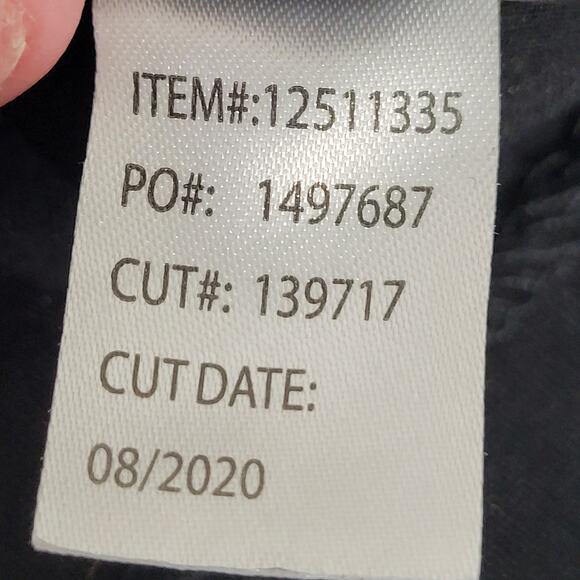 ITEM#:12511335
PO#: 1497687
CUT#: 139717
CUT DATE:
08/2020